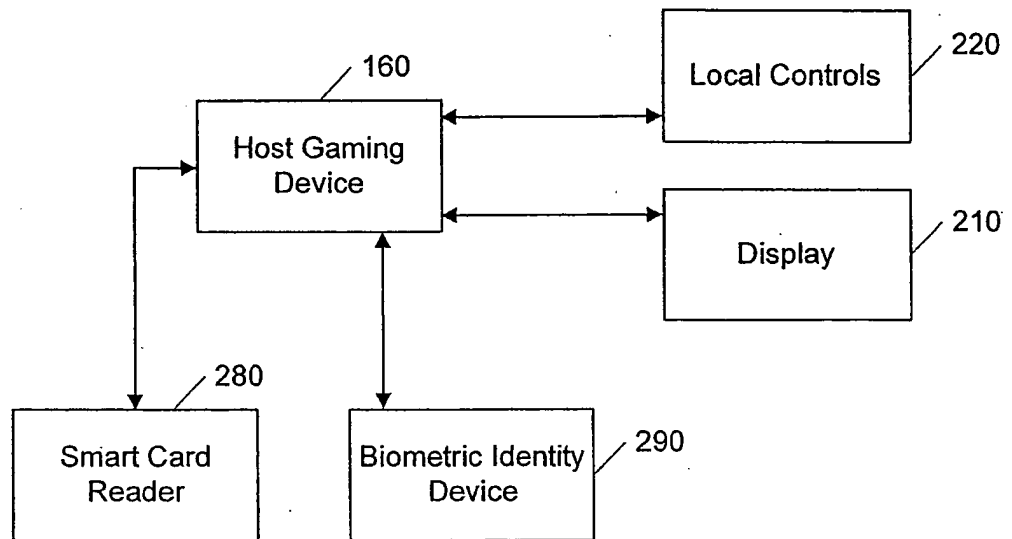 220
Local Controls
160
Host Gaming
Device
210
Display
280
Smart Card
Reader
290
Biometric Identity
Device